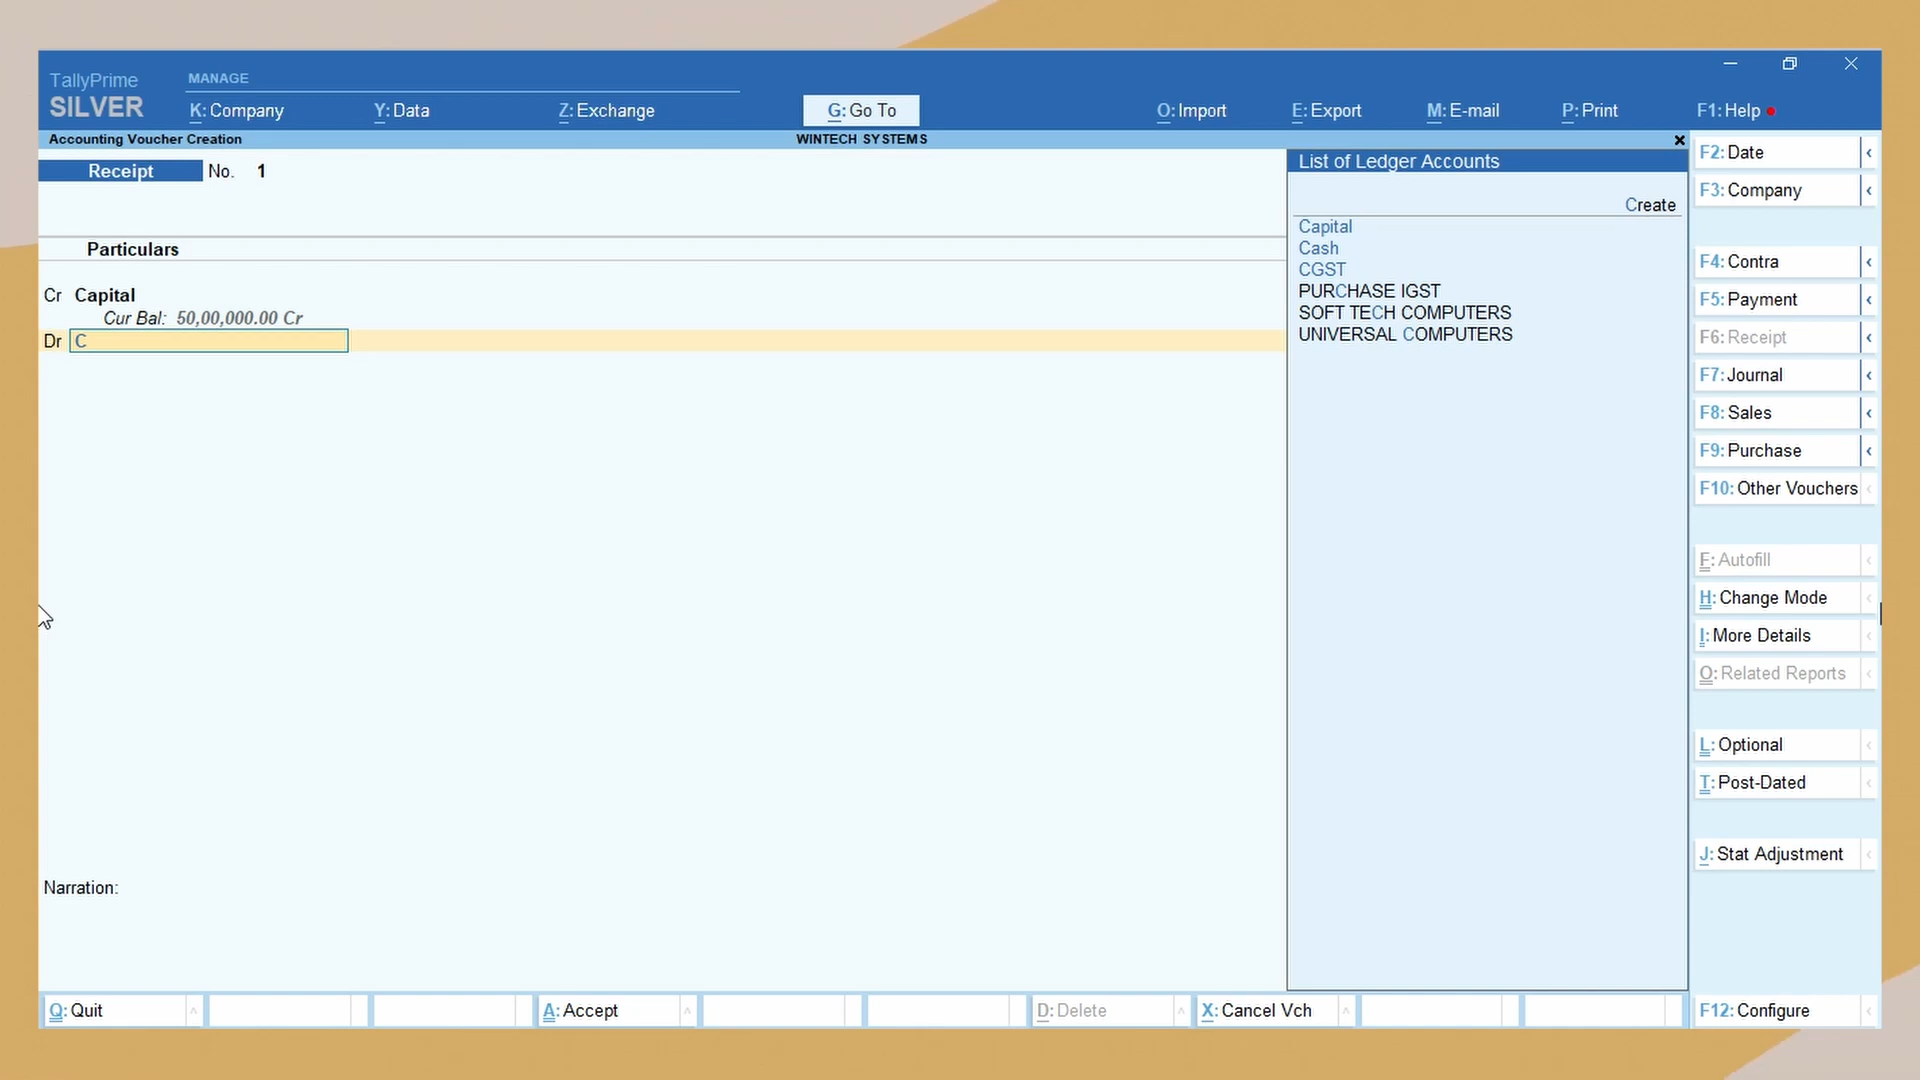 TallyPrime
SILVER
MANAGE
K: Company
Y: Data
Z: Exchange
G: Go To
O: Import
E: Export
M: E-mail
P: Print
F1: Help
Accounting Voucher Creation
WINTECH SYSTEMS
Receipt No. 1
Particulars
Cr Capital
Cur Bal: 50,00,000.00 Cr
Dr C
Narration:
List of Ledger Accounts
Create
Capital
Cash
CGST
PURCHASE IGST
SOFT TECH COMPUTERS
UNIVERSAL COMPUTERS
F2: Date
F3: Company
F4: Contra
F5: Payment
F6: Receipt
F7: Journal
F8: Sales
F9: Purchase
F10: Other Vouchers
F: Autofill
H: Change Mode
I: More Details
O: Related Reports
L: Optional
T: Post-Dated
J: Stat Adjustment
F12: Configure
Q: Quit
A: Accept
D: Delete
X: Cancel Vch